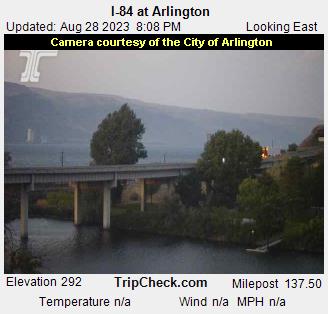 I-84 at Arlington
Updated: Aug 28 2023 8:08 PM Looking East
Camera courtesy of the City of Arlington
Elevation 292 TripCheck.com Milepost 137.50
Temperature n/a Wind n/a MPH n/a